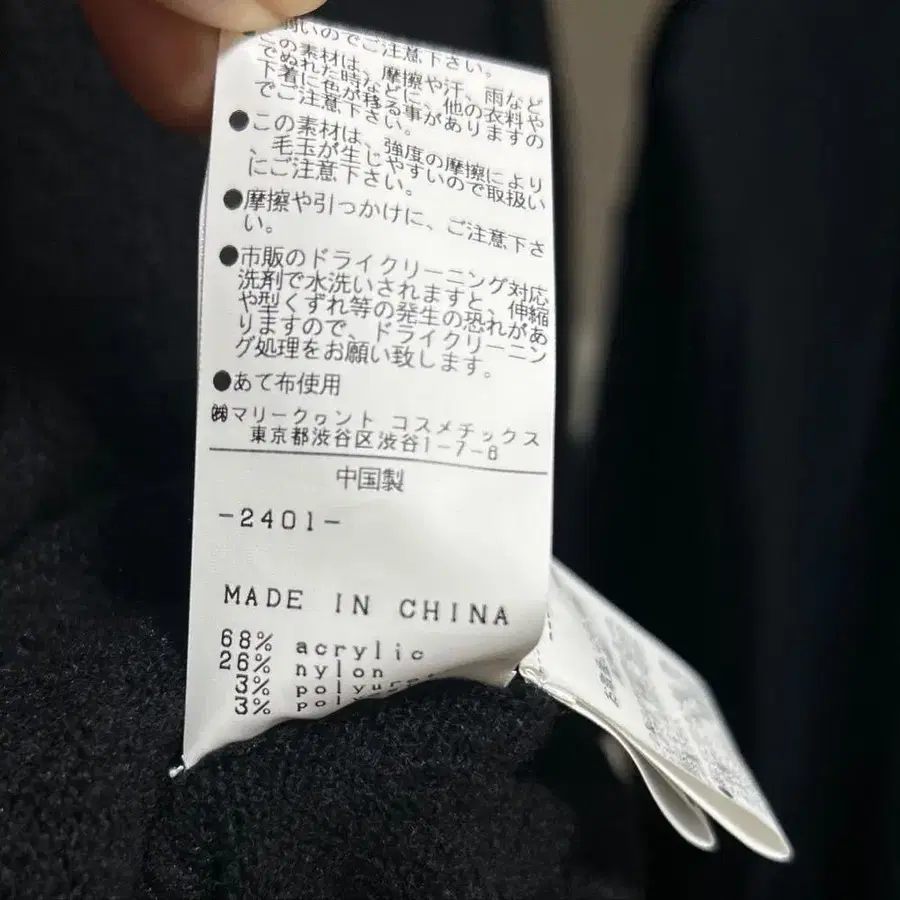 いのでご注意下さい。
この素材は、摩擦や汗、雨など
でぬれた時などに、他の衣料や
下着に色が移る事がありますの
でご注意下さい。
●この素材は、強度の摩擦により
、毛玉が生じやすいので取扱い
にご注意下さい。
●摩擦や引っかけに、ご注意下さ
い。
●市販のドライクリーニング対応
洗剤で水洗いされますと、伸縮
や型くずれ等の発生の恐れがあ
りますので、ドライクリーニン
グ処理をお願い致します。
●あて布使用
㈱マリークヮント コスメチックス
東京都渋谷区渋谷1-7-6
中国製
-2401-
MADE IN CHINA
68% acrylic
26% nylon
3%
3%